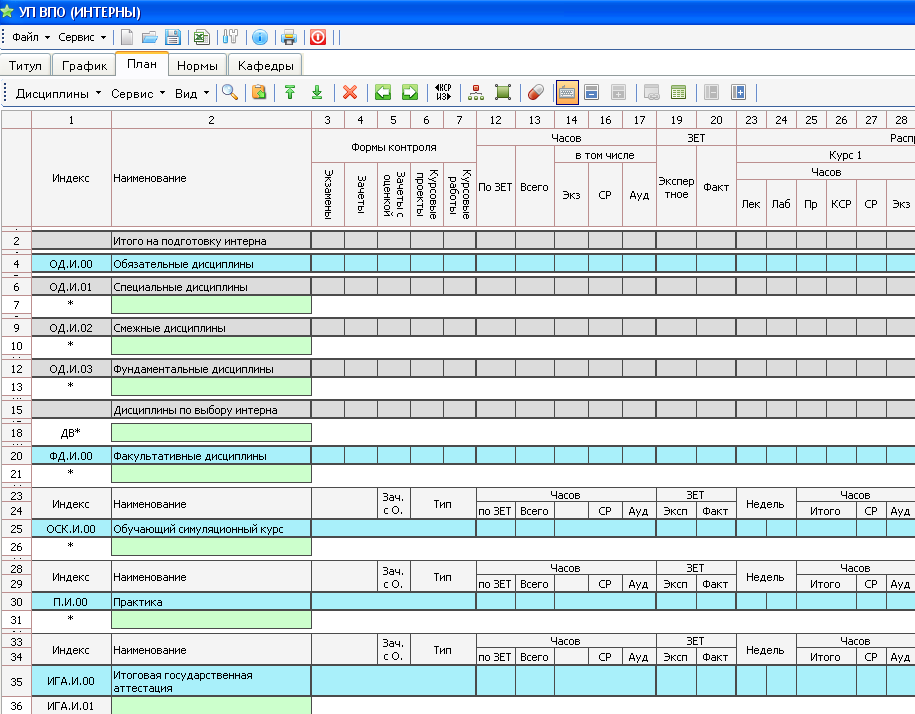 УП ВПО (ИНТЕРНЫ)
Файл Сервис
Титул График План Нормы Кафедры
Дисциплины Сервис Вид КСР ИЗ
1 2 3 4 5 6 7 12 13 14 16 17 19 20 23 24 25 26 27 28
Индекс Наименование Формы контроля Часов ЗЕТ Распр
в том числе Курс 1
Часов
Экзамены Зачеты Зачеты с оценкой Курсовые проекты Курсовые работы По ЗЕТ Всего Экз СР Ауд Экспер тное Факт Лек Лаб Пр КСР СР Экз
2 Итого на подготовку интерна
4 ОД.И.00 Обязательные дисциплины
6 ОД.И.01 Специальные дисциплины
7 *
9 ОД.И.02 Смежные дисциплины
10 *
12 ОД.И.03 Фундаментальные дисциплины
13 *
15 Дисциплины по выбору интерна
18 ДВ*
20 ФД.И.00 Факультативные дисциплины
21 *
23 Индекс Наименование Зач. с О. Тип Часов ЗЕТ Недель Часов
24 по ЗЕТ Всего СР Ауд Эксп Факт Итого СР Ауд
25 ОСК.И.00 Обучающий симуляционный курс
26 *
28 Индекс Наименование Зач. с О. Тип Часов ЗЕТ Недель Часов
29 по ЗЕТ Всего СР Ауд Эксп Факт Итого СР Ауд
30 П.И.00 Практика
31 *
33 Индекс Наименование Зач. с О. Тип Часов ЗЕТ Недель Часов
34 по ЗЕТ Всего СР Ауд Эксп Факт Итого СР Ауд
35 ИГА.И.00 Итоговая государственная
аттестация
36 ИГА.И.01